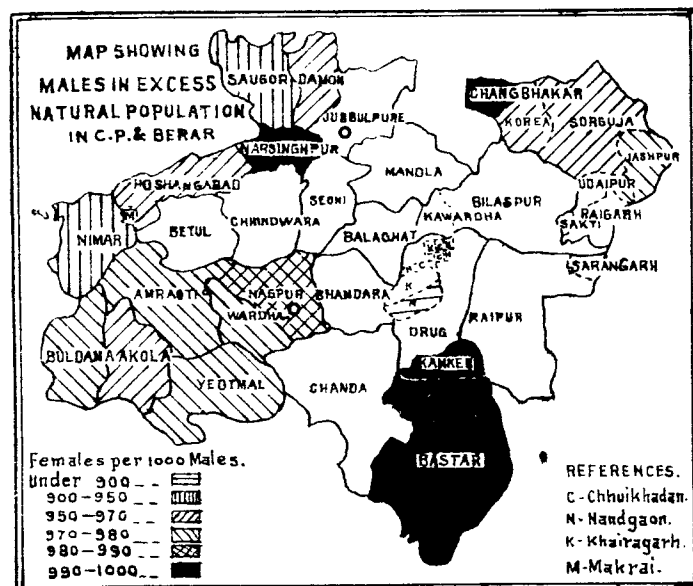 MAP SHOWING
MALES IN EXCESS
NATURAL POPULATION
IN C.P. & BERAR
SAUGOR
DAMOH
JUBBULPURE
NARSINGHPUR
CHANGBHAKAR
KOREA
SORGUJA
JASHPUR
UDAIPUR
HOSHANGABAD
M
NIMAR
BETUL
CHHINDWARA
SEONI
MANDLA
BALAGHAT
KAWARDHA
BILASPUR
SAKTI
RAIGARH
SARANGARH
AMRAOTI
NAGPUR
WARDHA
BHANDARA
C
K
N
DRUG
RAIPUR
BULDANA
AKOLA
YEOTMAL
CHANDA
KANKER
BASTAR
Females per 1000 Males.
Under 900
900-950
950-970
970-980
980-990
990-1000
REFERENCES.
C-Chhuikhadan.
N-Nandgaon.
K-Khairagarh.
M-Makrai.